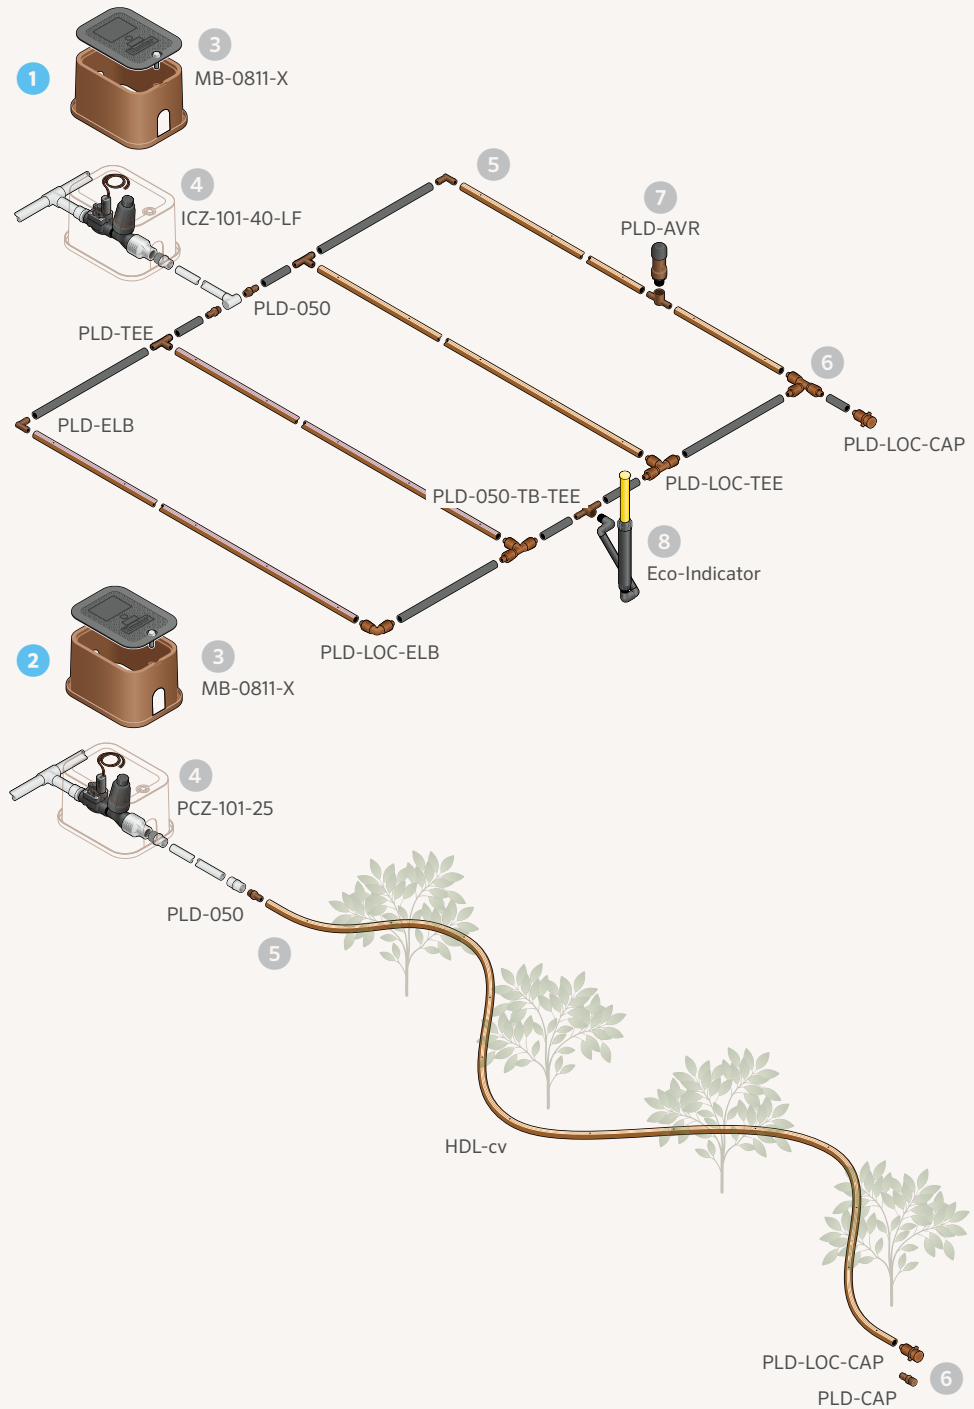 1
3
MB-0811-X
4
ICZ-101-40-LF
5
7
PLD-AVR
PLD-050
PLD-TEE
6
PLD-ELB
PLD-LOC-CAP
PLD-LOC-TEE
PLD-050-TB-TEE
8
Eco-Indicator
PLD-LOC-ELB
2
3
MB-0811-X
4
PCZ-101-25
PLD-050
5
HDL-cv
PLD-LOC-CAP
6
PLD-CAP